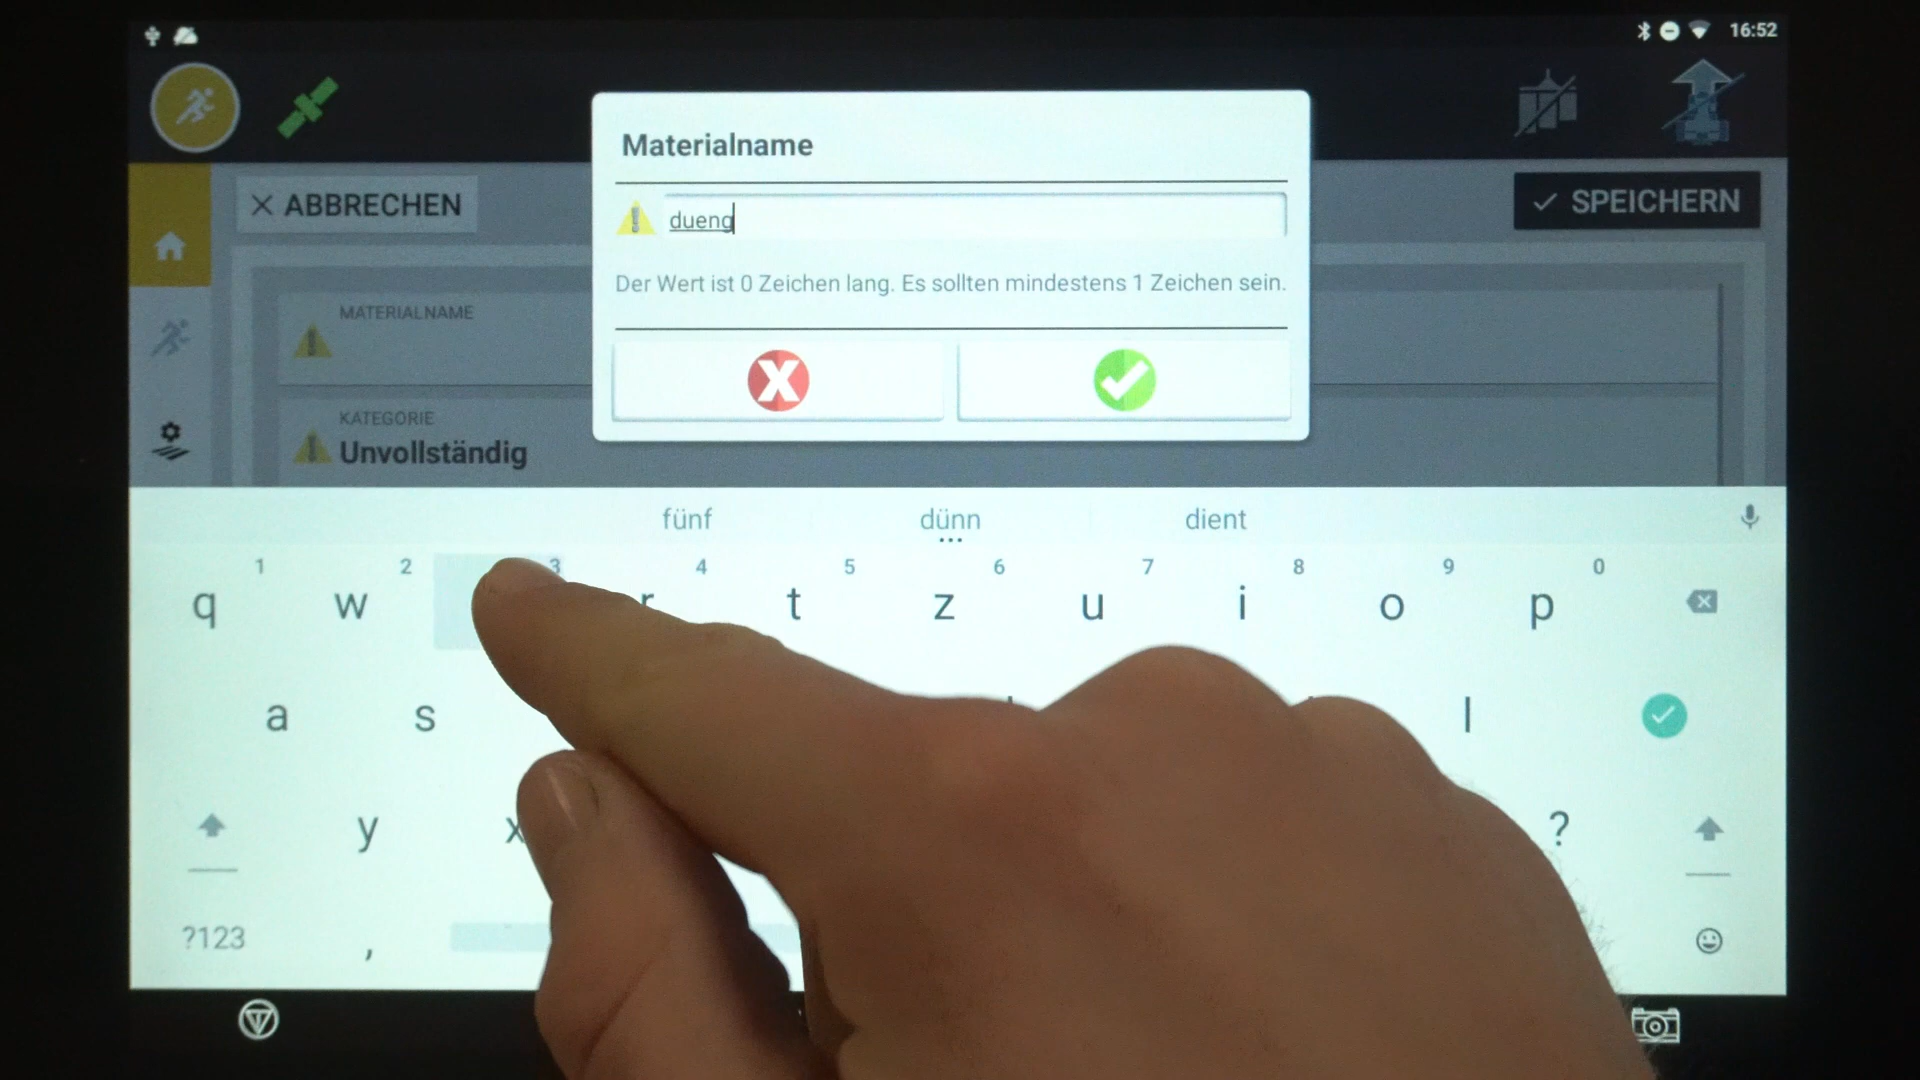 16:52
Materialname
ABBRECHEN
SPEICHERN
dueng
Der Wert ist 0 Zeichen lang. Es sollten mindestens 1 Zeichen sein.
MATERIALNAME
X
KATEGORIE
Unvollständig
fünf dünn dient
1 2 3 4 5 6 7 8 9 0
q w r t z u i o p
a s l
y x ?
?123 ,